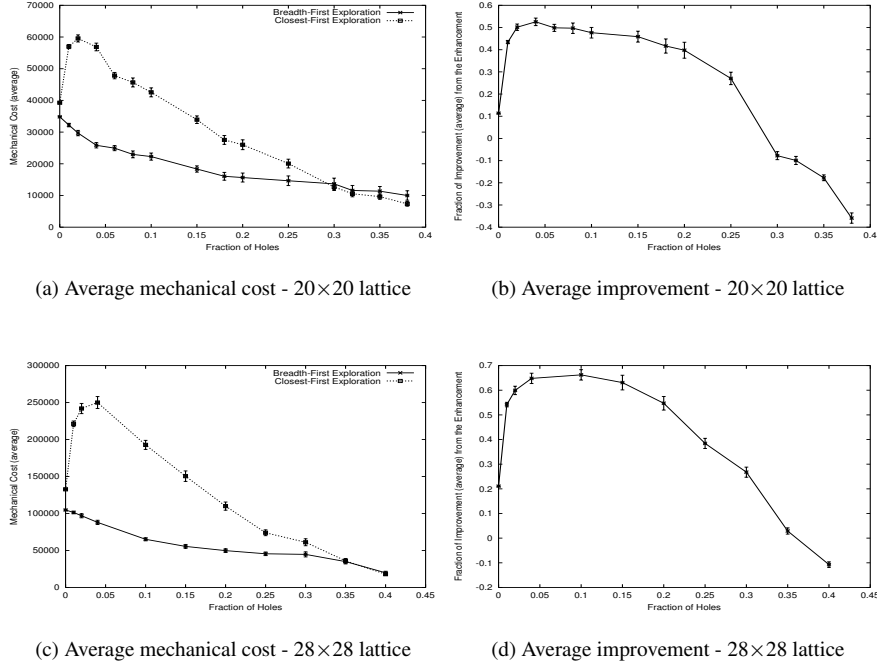 70000
60000
50000
40000
30000
20000
10000
0
Mechanical Cost (average)
Breadth-First Exploration
Closest-First Exploration
0 0.05 0.1 0.15 0.2 0.25 0.3 0.35 0.4
Fraction of Holes
(a) Average mechanical cost - 20×20 lattice
0.6
0.5
0.4
0.3
0.2
0.1
0
-0.1
-0.2
-0.3
-0.4
Fraction of Improvement (average) from the Enhancement
0 0.05 0.1 0.15 0.2 0.25 0.3 0.35 0.4
Fraction of Holes
(b) Average improvement - 20×20 lattice
300000
250000
200000
150000
100000
50000
0
Mechanical Cost (average)
Breadth-First Exploration
Closest-First Exploration
0 0.05 0.1 0.15 0.2 0.25 0.3 0.35 0.4 0.45
Fraction of Holes
(c) Average mechanical cost - 28×28 lattice
0.7
0.6
0.5
0.4
0.3
0.2
0.1
0
-0.1
-0.2
Fraction of Improvement (average) from the Enhancement
0 0.05 0.1 0.15 0.2 0.25 0.3 0.35 0.4 0.45
Fraction of Holes
(d) Average improvement - 28×28 lattice